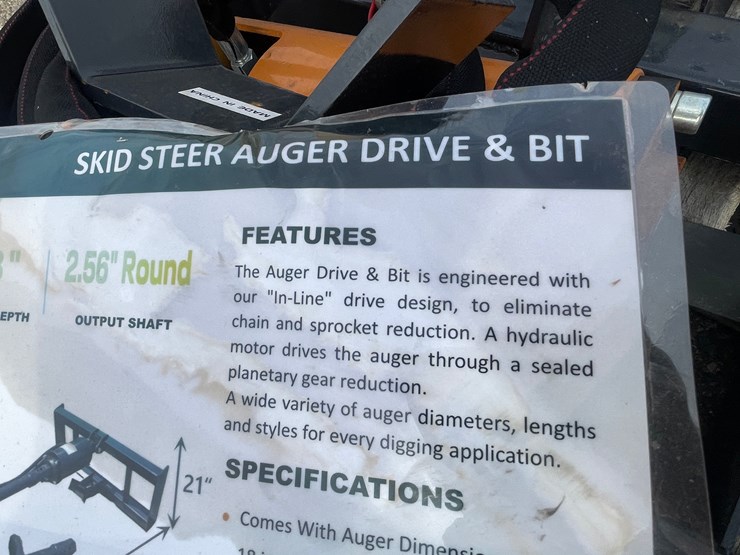 MADE IN CHINA
SKID STEER AUGER DRIVE & BIT
2.56" Round
EPTH
OUTPUT SHAFT
FEATURES
The Auger Drive & Bit is engineered with
our "In-Line" drive design, to eliminate
chain and sprocket reduction. A hydraulic
motor drives the auger through a sealed
planetary gear reduction.
A wide variety of auger diameters, lengths
and styles for every digging application.
21"
SPECIFICATIONS
• Comes With Auger Dimensio